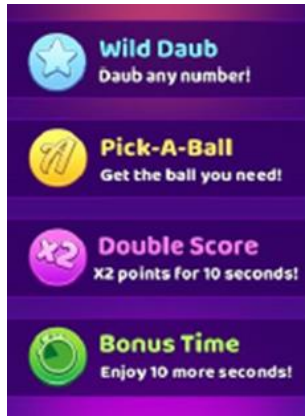 Wild Daub
Daub any number!
A
Pick-A-Ball
Get the ball you need!
X2
Double Score
X2 points for 10 seconds!
Bonus Time
Enjoy 10 more seconds!